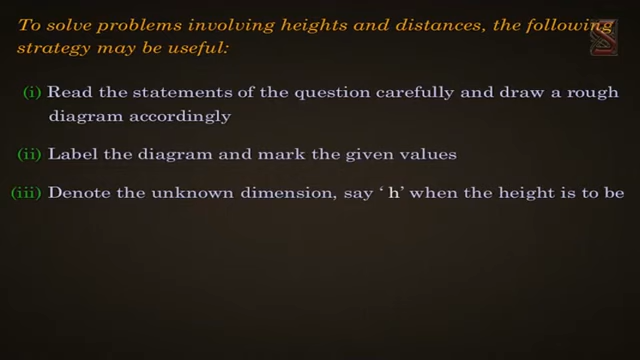 To solve problems involving heights and distances, the following
strategy may be useful:
(i) Read the statements of the question carefully and draw a rough
diagram accordingly
(ii) Label the diagram and mark the given values
(iii) Denote the unknown dimension, say ‘ h’ when the height is to be